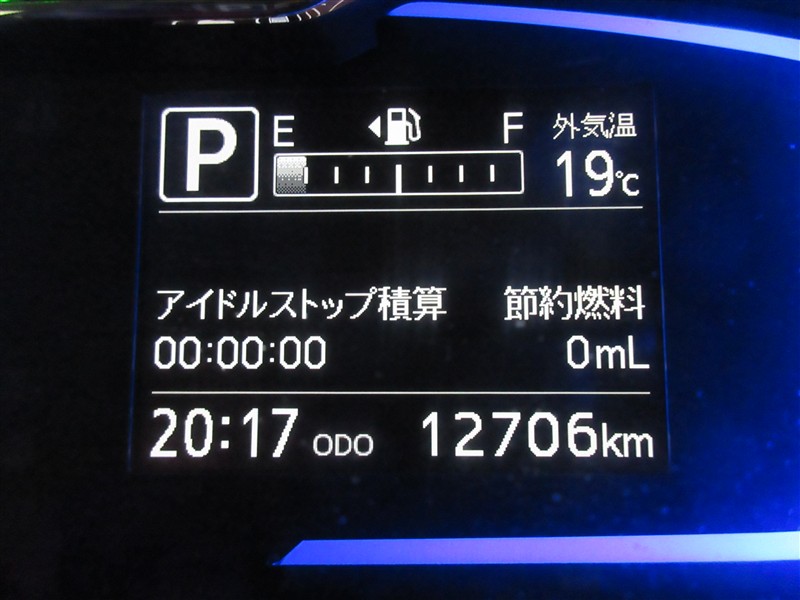 P E F 外気温
19℃
アイドルストップ積算 節約燃料
00:00:00 0mL
20:17 ODO 12706km